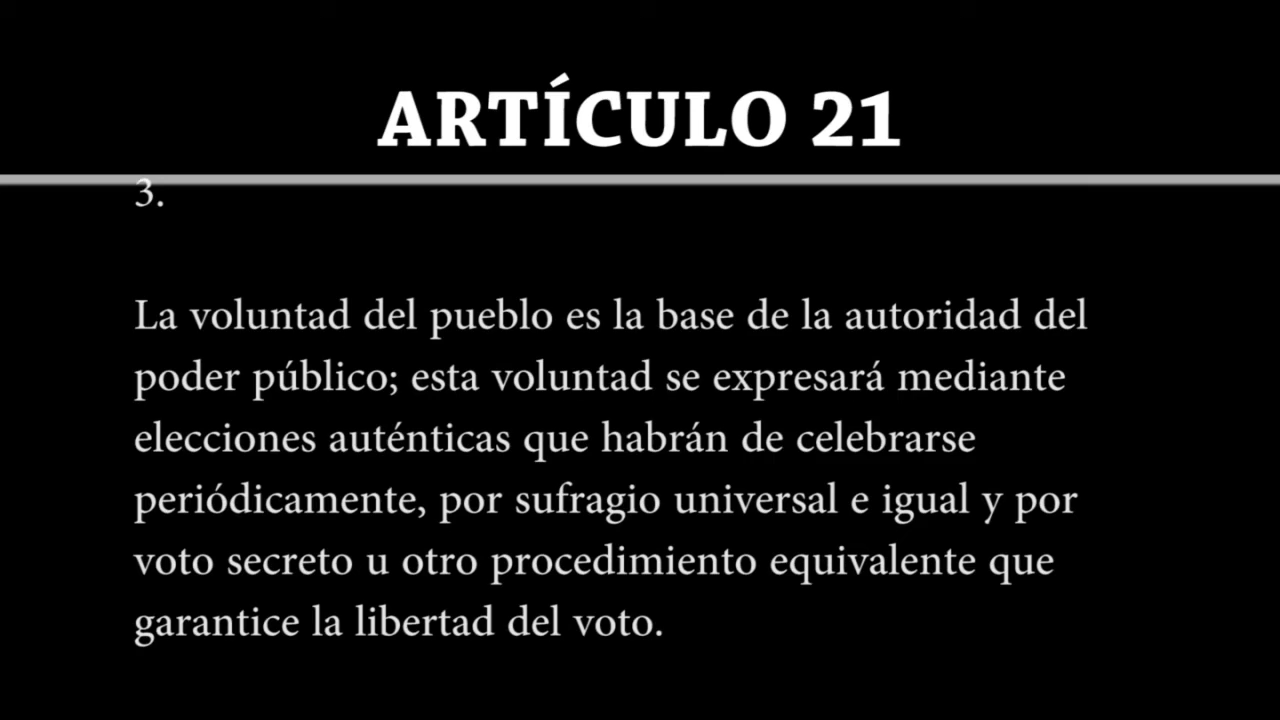 ARTÍCULO 21
3.
La voluntad del pueblo es la base de la autoridad del
poder público; esta voluntad se expresará mediante
elecciones auténticas que habrán de celebrarse
periódicamente, por sufragio universal e igual y por
voto secreto u otro procedimiento equivalente que
garantice la libertad del voto.